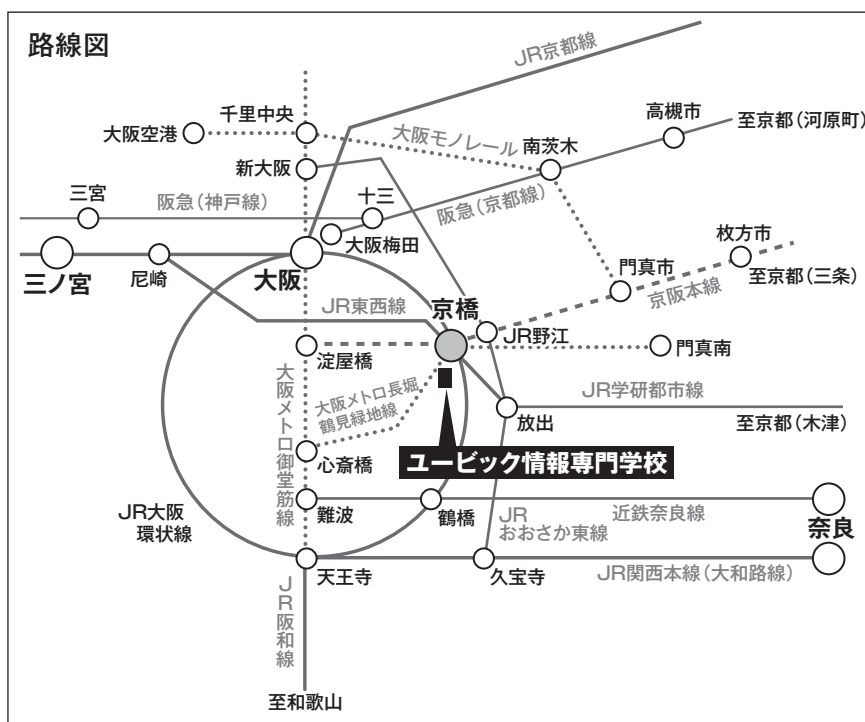 路線図
JR京都線
千里中央
大阪空港
大阪モノレール
高槻市
至京都(河原町)
南茨木
新大阪
三宮
阪急(神戸線)
十三
阪急(京都線)
大阪梅田
枚方市
三ノ宮
尼崎
大阪
京橋
門真市
至京都(三条)
京阪本線
JR東西線
JR野江
淀屋橋
門真南
大阪メトロ御堂筋線
大阪メトロ長堀
鶴見緑地線
JR学研都市線
放出
至京都(木津)
心斎橋
ユービック情報専門学校
JR大阪
環状線
難波
鶴橋
JR
おおさか東線
近鉄奈良線
奈良
天王寺
久宝寺
JR関西本線(大和路線)
JR阪和線
至和歌山